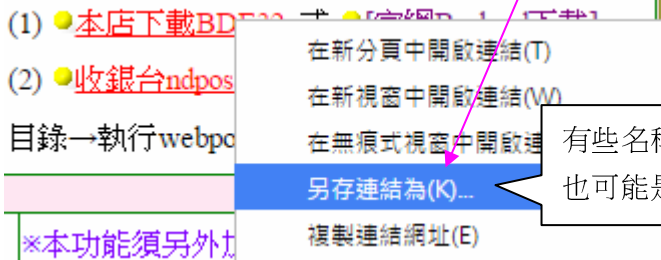 (1) 本店下載BDE32 或 [官網
(2) 收銀台ndpos
目錄→執行webpo
※本功能須另外
在新分頁中開啟連結(T)
在新視窗中開啟連結(W)
在無痕式視窗中開啟連
另存連結為(K)...
複製連結網址(E)
有些名稱
也可能是